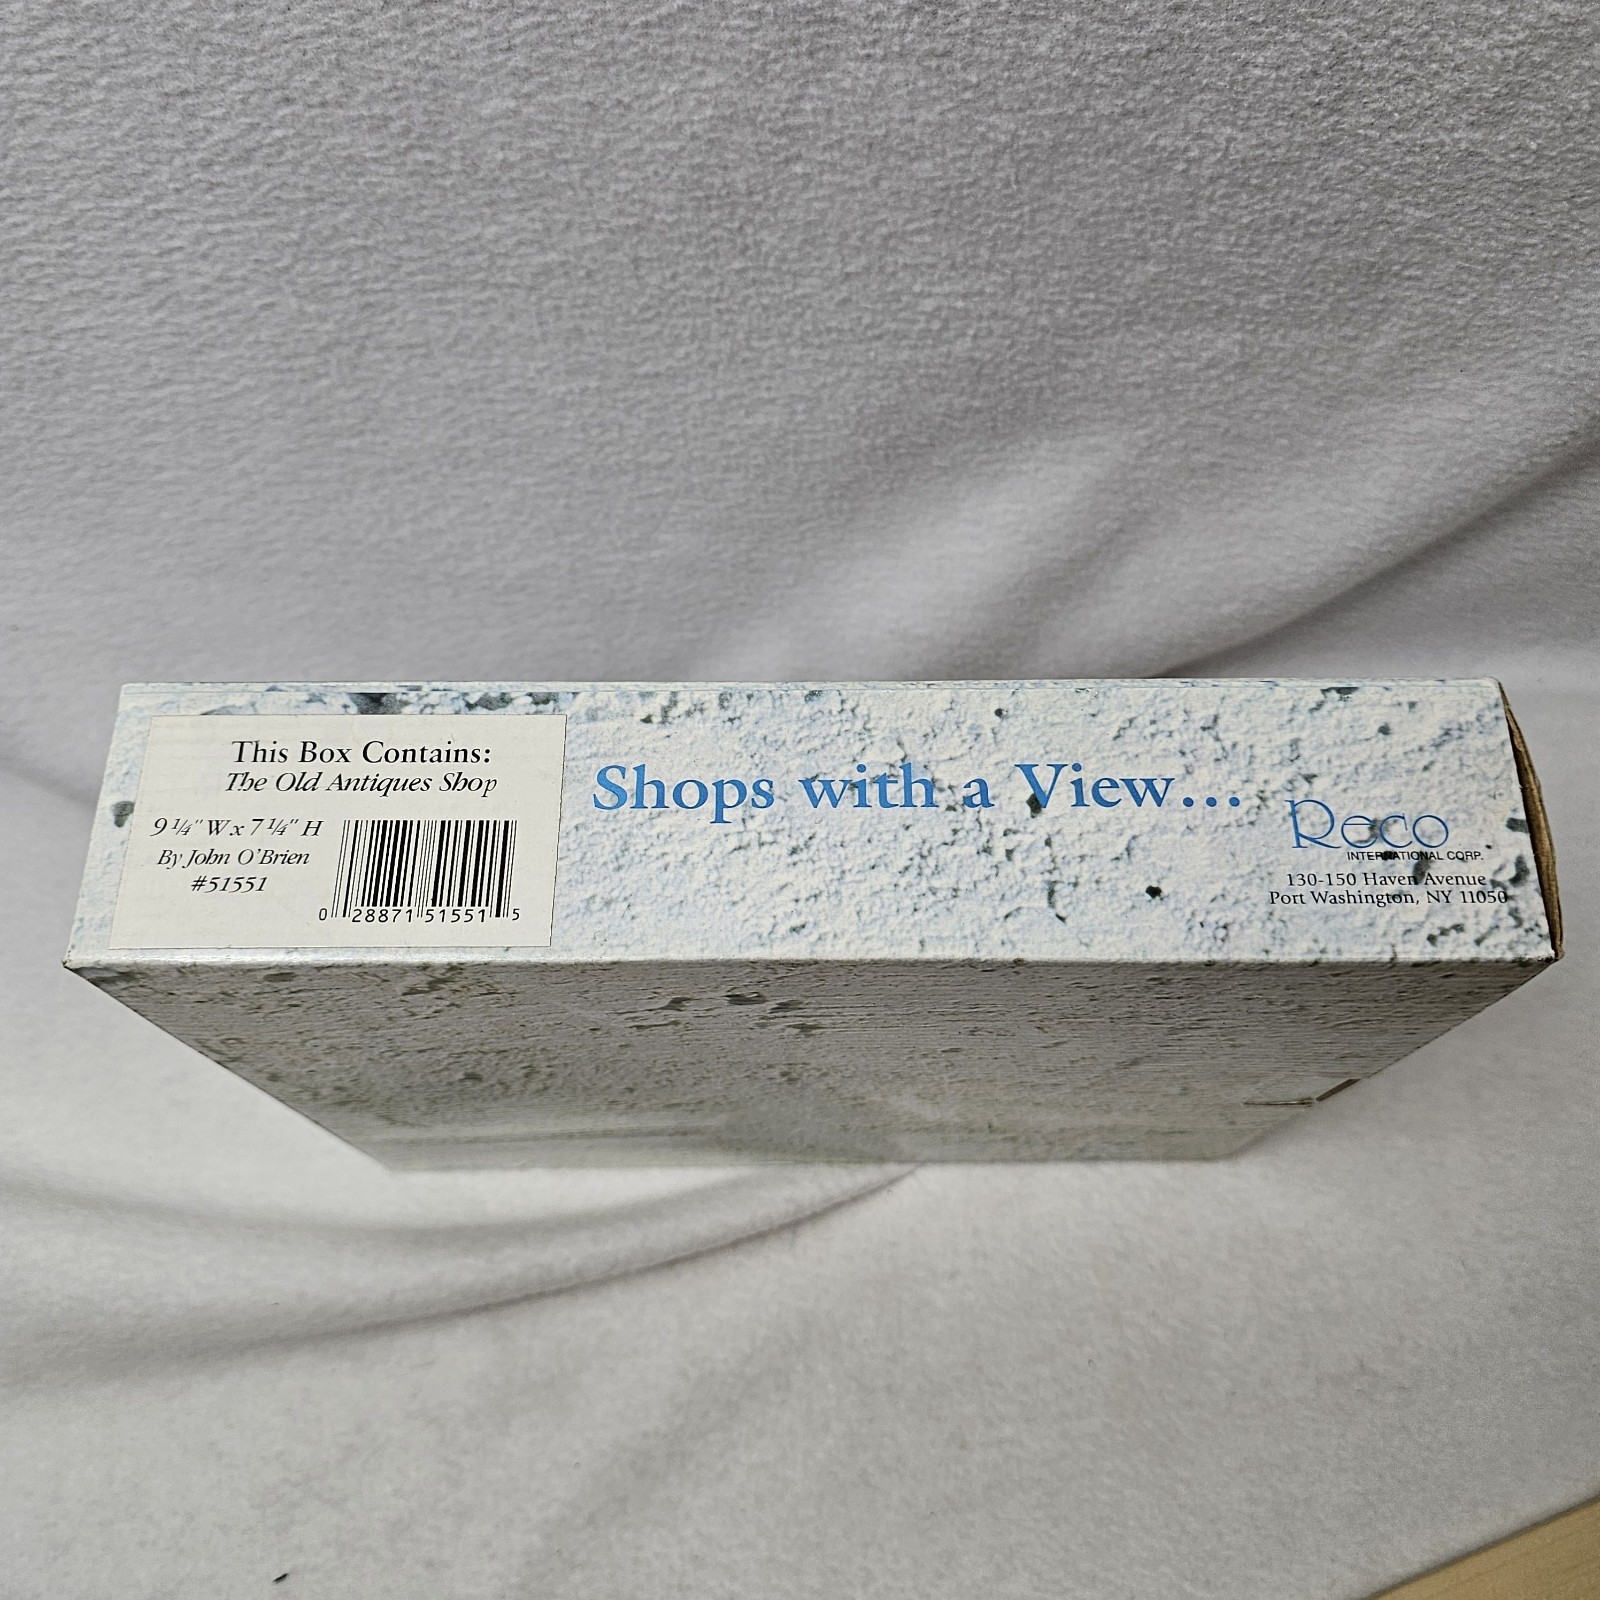 This Box Contains:
The Old Antiques Shop
9 1/4" W x 7 1/4" H
By John O'Brien
#51551
0 28871 51551 5
Shops with a View...
Reco
INTERNATIONAL CORP.
130-150 Haven Avenue
Port Washington, NY 11050